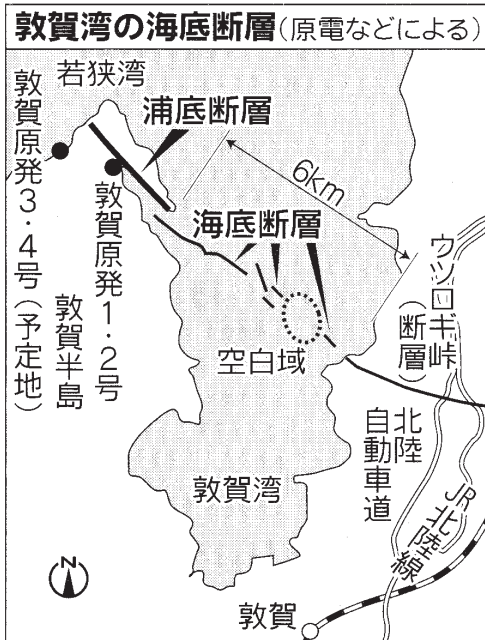 敦賀湾の海底断層(原電などによる)
若狭湾
浦底断層
敦賀原発3・4号(予定地)
敦賀原発1・2号
敦賀半島
6km
海底断層
ウツロギ峠
(断層)
空白域
北陸
自動車道
敦賀湾
JR北陸線
N
敦賀